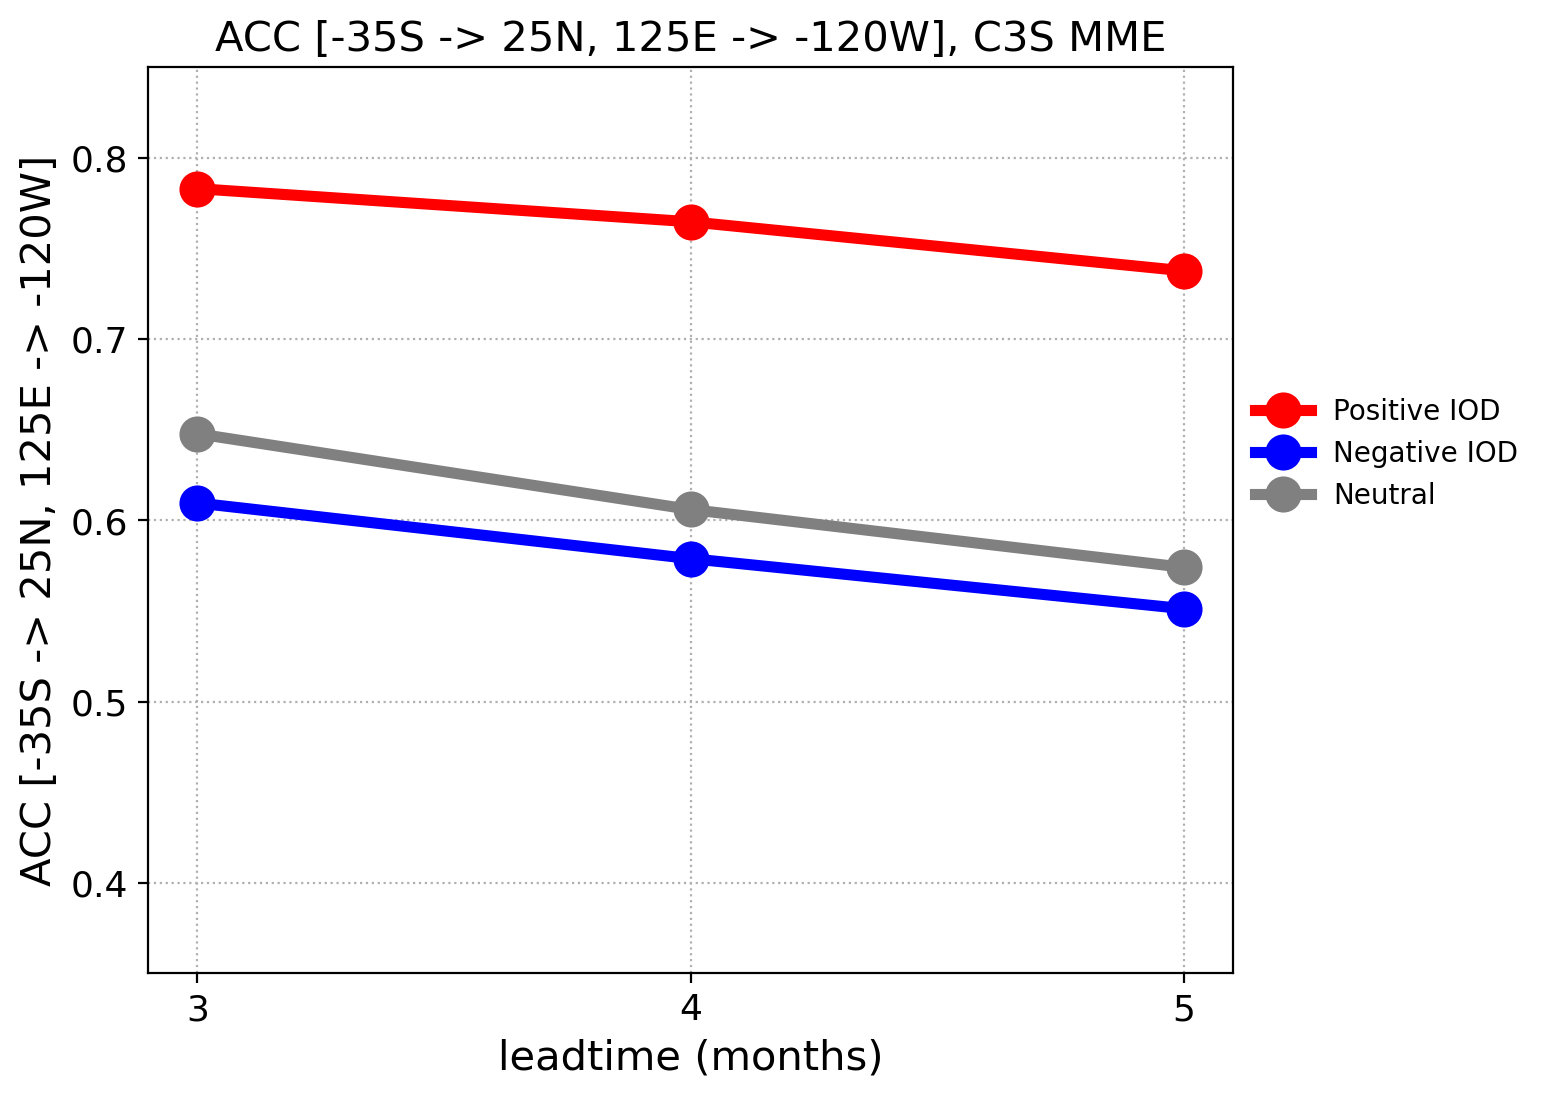 ACC [-35S -> 25N, 125E -> -120W], C3S MME
ACC [-35S -> 25N, 125E -> -120W]
0.8
0.7
0.6
0.5
0.4
3
4
5
leadtime (months)
Positive IOD
Negative IOD
Neutral